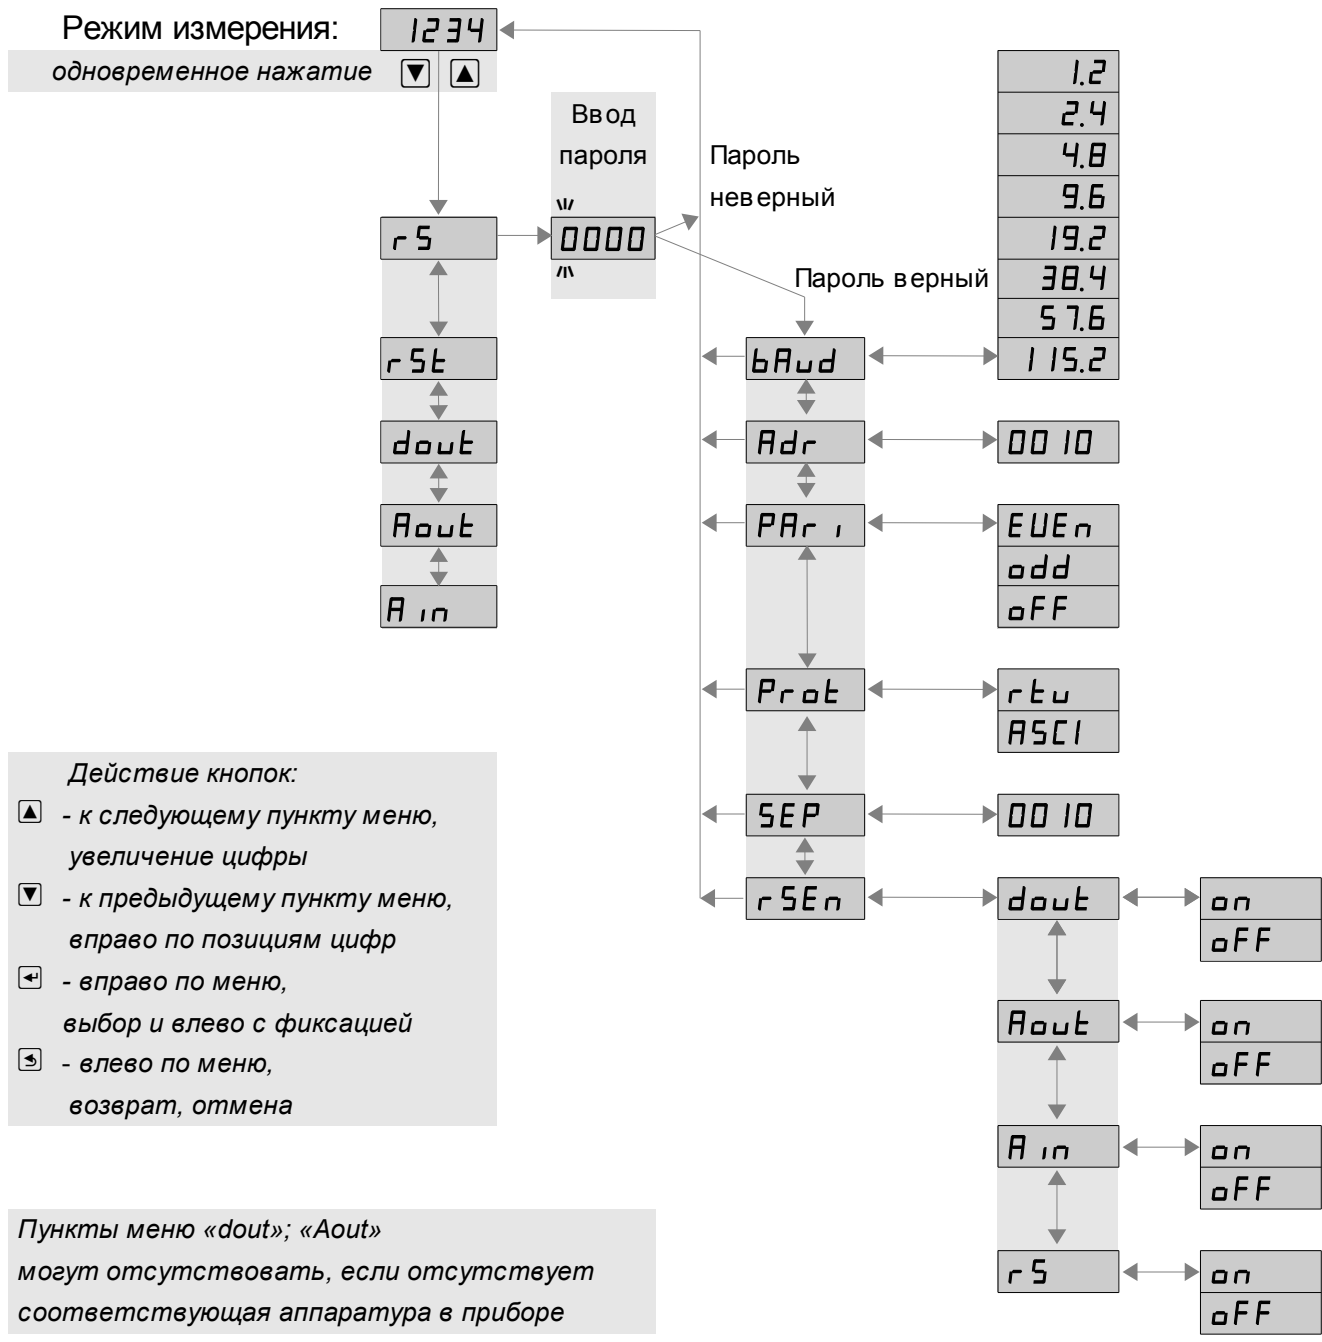 Режим измерения:
1234
одновременное нажатие
Ввод
пароля
0000
Пароль
неверный
Пароль верный
rS
rSt
dout
Aout
Ain
bAud
1.2
2.4
4.8
9.6
19.2
38.4
57.6
115.2
Adr
0010
PAri
EUEn
odd
oFF
Prot
rtu
ASCI
SEP
0010
rSEn
dout
on
oFF
Aout
on
oFF
Ain
on
oFF
rS
on
oFF
Действие кнопок:
- к следующему пункту меню,
увеличение цифры
- к предыдущему пункту меню,
вправо по позициям цифр
- вправо по меню,
выбор и влево с фиксацией
- влево по меню,
возврат, отмена
Пункты меню «dout»; «Aout»
могут отсутствовать, если отсутствует
соответствующая аппаратура в приборе